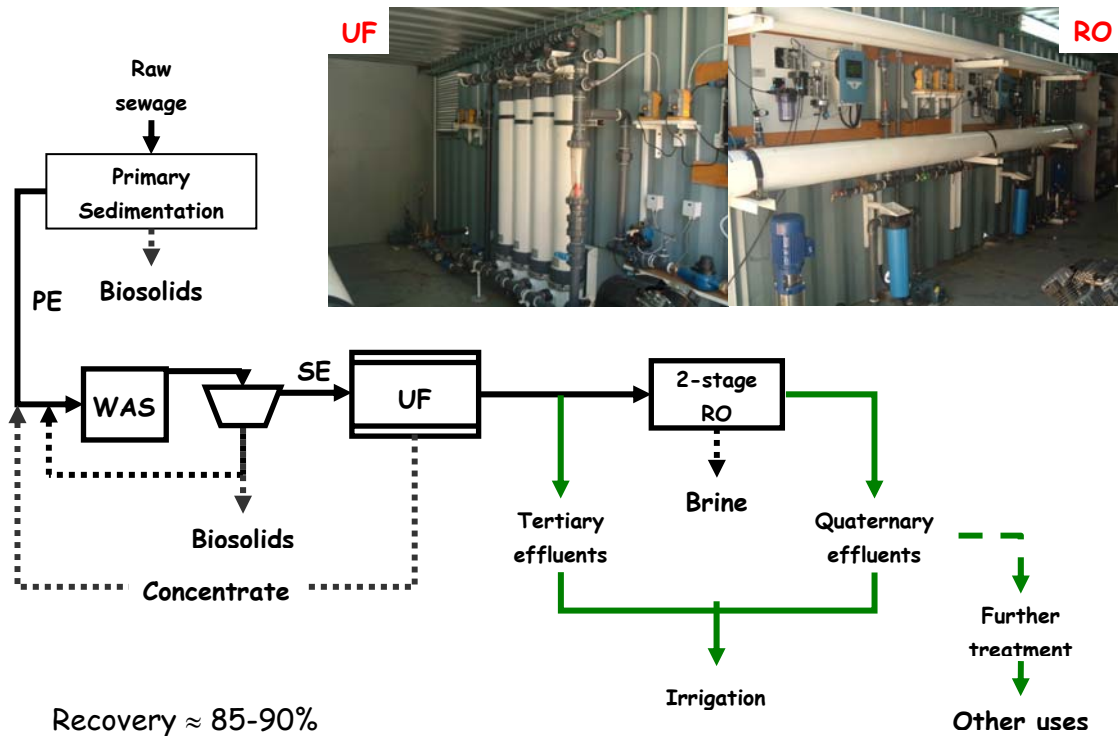 UF
RO
Raw
sewage
Primary
Sedimentation
Biosolids
PE
WAS
SE
UF
2-stage
RO
Brine
Biosolids
Concentrate
Tertiary
effluents
Quaternary
effluents
Irrigation
Further
treatment
Other uses
Recovery ≈ 85-90%